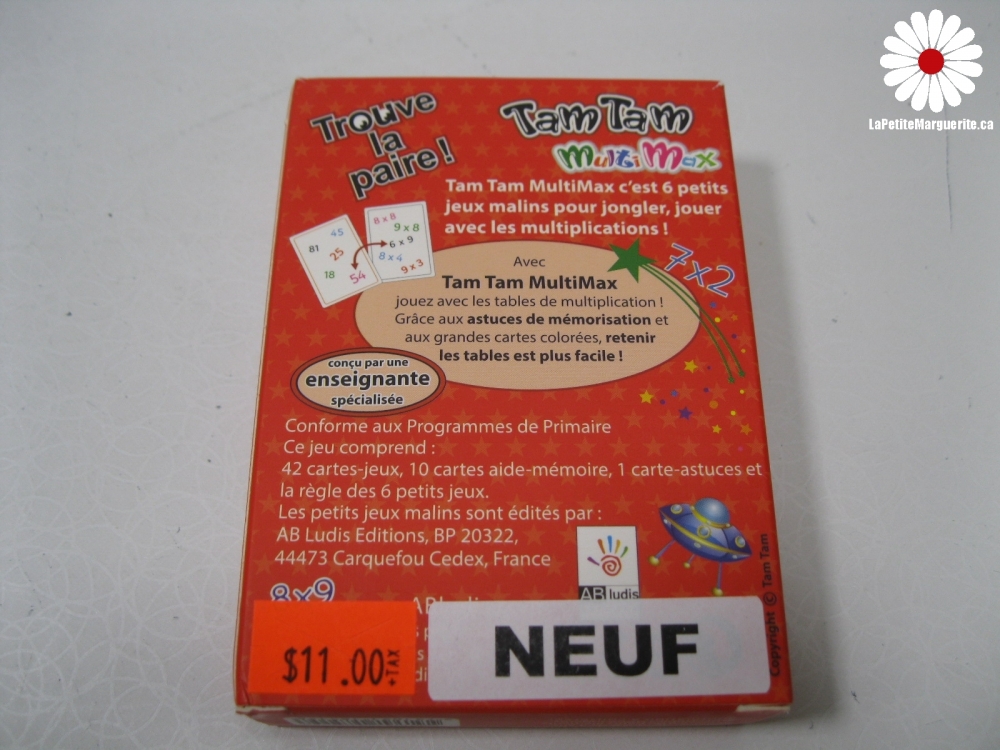 LaPetiteMarguerite.ca
Trouve
la
paire !
Tam Tam
MultiMax
Tam Tam MultiMax c'est 6 petits
jeux malins pour jongler, jouer
avec les multiplications !
45
81
25
18
54
8 x 8
9 x 8
6 x 9
8 x 4
9 x 3
7x2
Avec
Tam Tam MultiMax
jouez avec les tables de multiplication !
Grâce aux astuces de mémorisation et
aux grandes cartes colorées, retenir
les tables est plus facile !
conçu par une
enseignante
spécialisée
Conforme aux Programmes de Primaire
Ce jeu comprend :
42 cartes-jeux, 10 cartes aide-mémoire, 1 carte-astuces et
la règle des 6 petits jeux.
Les petits jeux malins sont édités par :
AB Ludis Editions, BP 20322,
44473 Carquefou Cedex, France
AB ludis
8x9
Copyright © Tam Tam
$11.00+TAX
NEUF